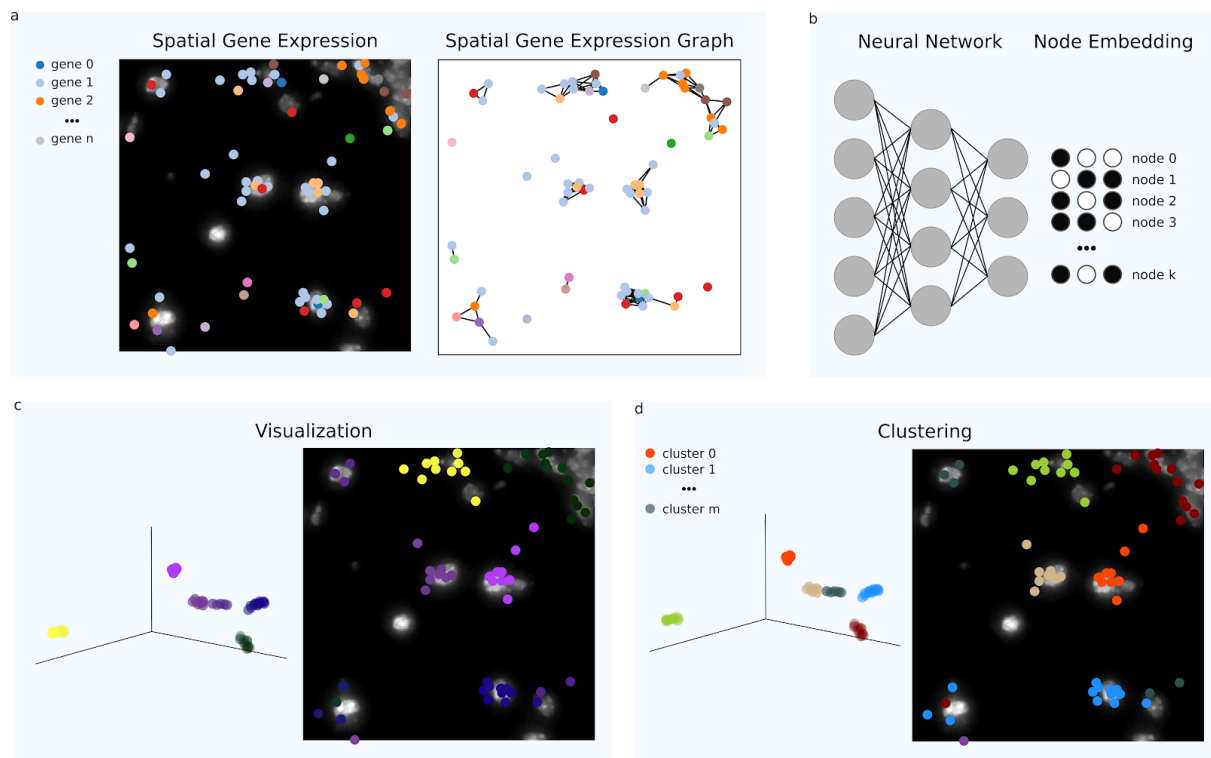 a
Spatial Gene Expression
Spatial Gene Expression Graph
gene 0
gene 1
gene 2
...
gene n
b
Neural Network
Node Embedding
node 0
node 1
node 2
node 3
...
node k
c
Visualization
d
Clustering
cluster 0
cluster 1
...
cluster m